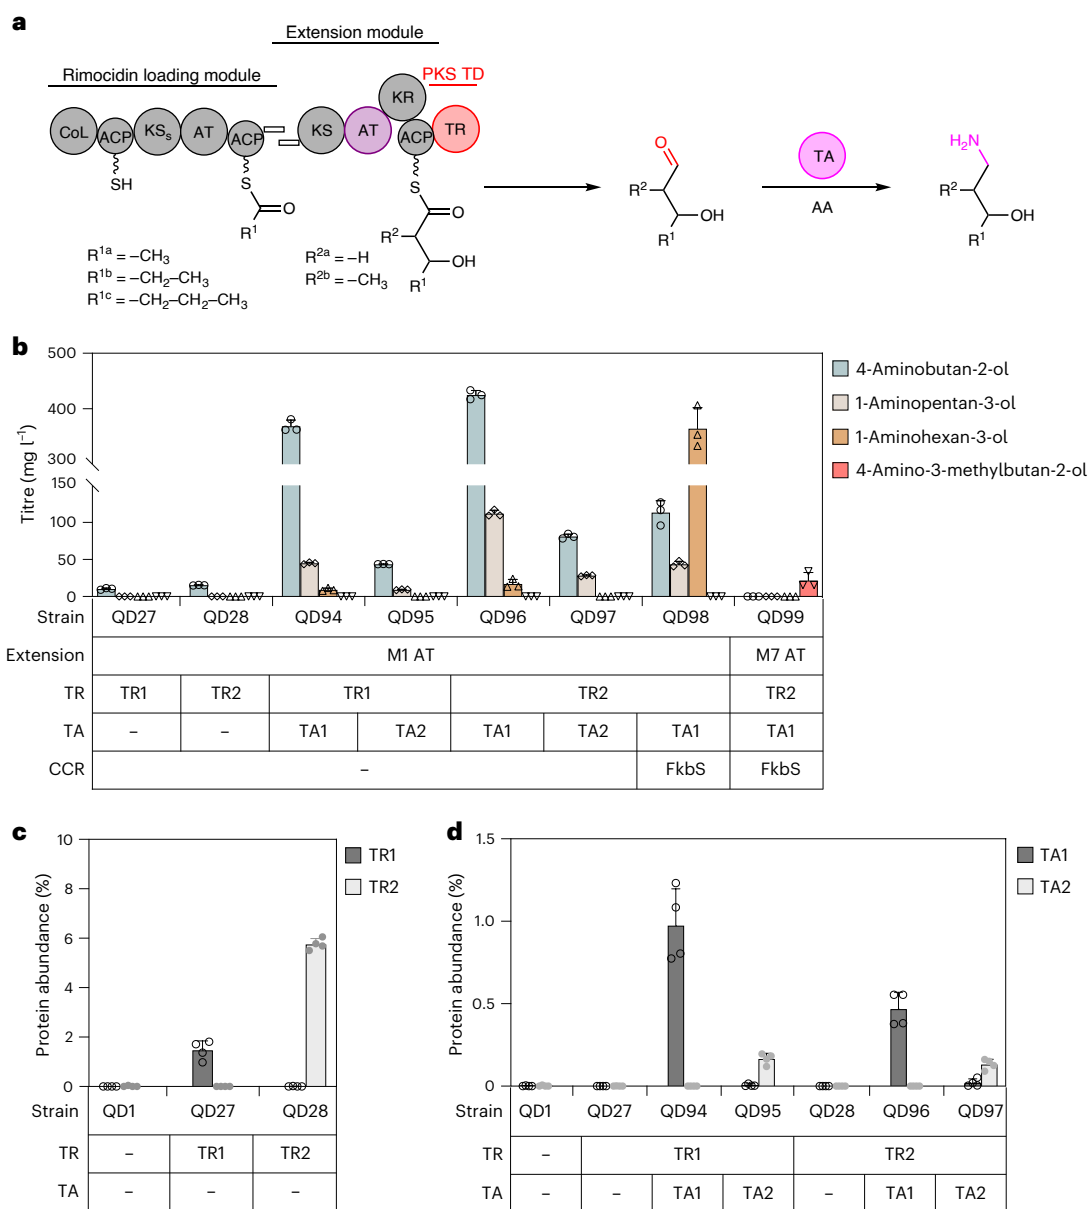 a
Extension module
Rimocidin loading module
PKS TD
CoL ACP KSs AT ACP KS AT KR ACP TR
SH
S
O
R1
S
O
R2
OH
R1
R1a = –CH3
R1b = –CH2–CH3
R1c = –CH2–CH2–CH3
R2a = –H
R2b = –CH3
O
R2
OH
R1
TA
AA
H2N
R2
OH
R1
b
Titre (mg l−1)
500
400
300
150
100
50
0
4-Aminobutan-2-ol
1-Aminopentan-3-ol
1-Aminohexan-3-ol
4-Amino-3-methylbutan-2-ol
Strain QD27 QD28 QD94 QD95 QD96 QD97 QD98 QD99
Extension M1 AT M7 AT
TR TR1 TR2 TR1 TR2 TR2
TA – – TA1 TA2 TA1 TA2 TA1 TA1
CCR – FkbS FkbS
c
Protein abundance (%)
10
8
6
4
2
0
TR1
TR2
Strain QD1 QD27 QD28
TR – TR1 TR2
TA – – –
d
Protein abundance (%)
1.5
1.0
0.5
0
TA1
TA2
Strain QD1 QD27 QD94 QD95 QD28 QD96 QD97
TR – TR1 TR2
TA – – TA1 TA2 – TA1 TA2